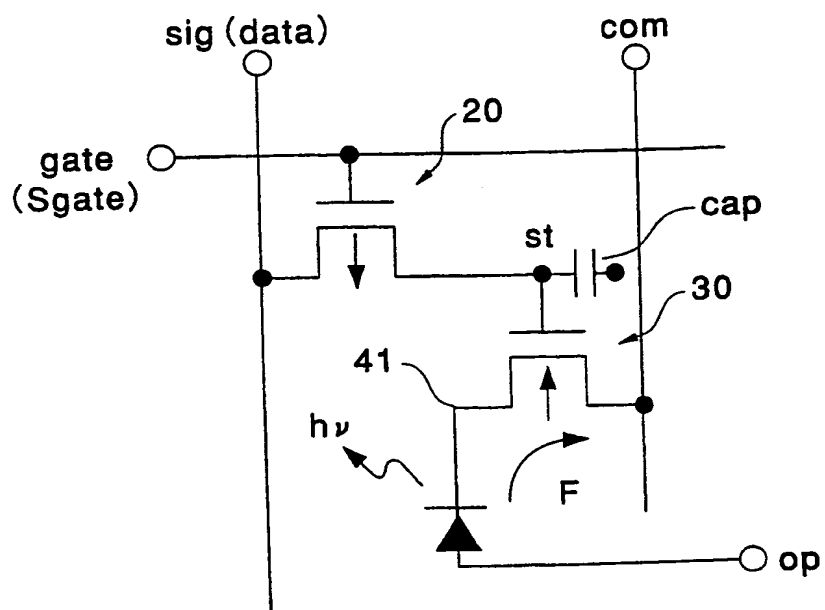 sig (data)
com
20
gate
(Sgate)
cap
st
30
41
hν
F
op